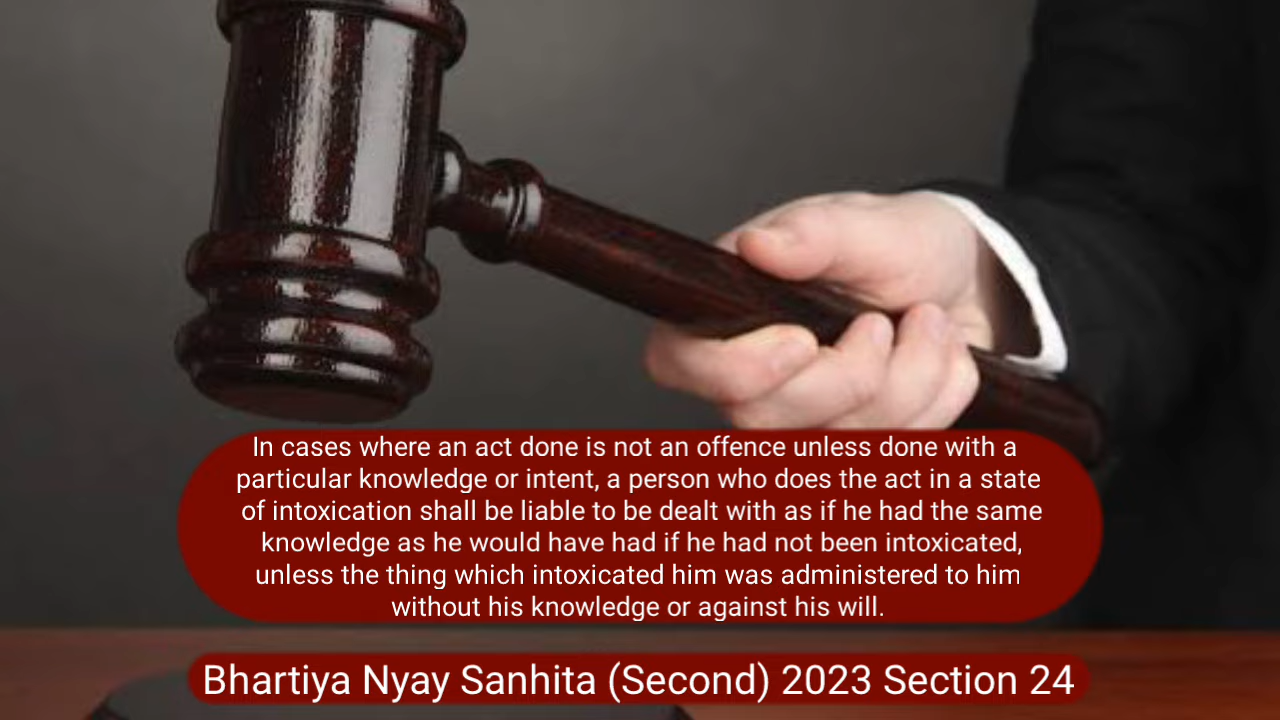 In cases where an act done is not an offence unless done with a
particular knowledge or intent, a person who does the act in a state
of intoxication shall be liable to be dealt with as if he had the same
knowledge as he would have had if he had not been intoxicated,
unless the thing which intoxicated him was administered to him
without his knowledge or against his will.
Bhartiya Nyay Sanhita (Second) 2023 Section 24